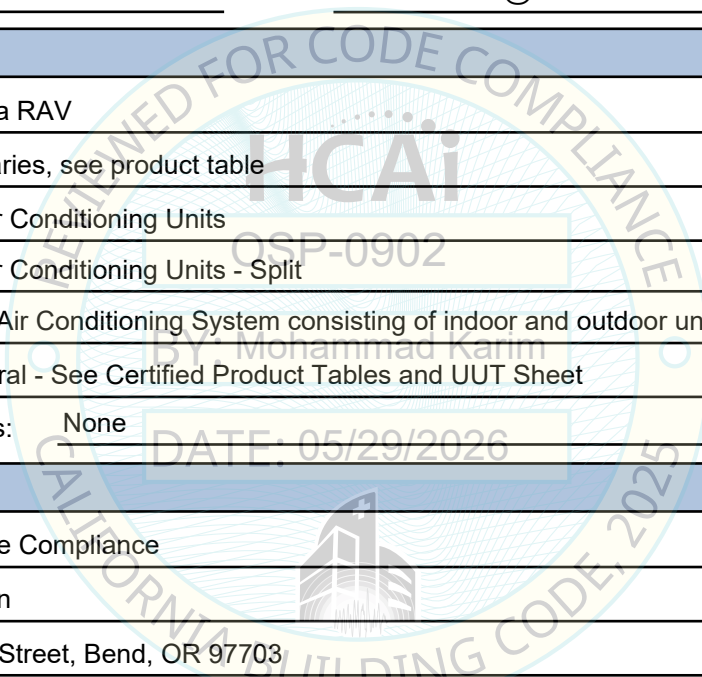 REVIEWED FOR CODE COMPLIANCE
a RAV
HCAi
aries, see product table
r Conditioning Units
OSP-0902
r Conditioning Units - Split
Air Conditioning System consisting of indoor and outdoor un
BY: Mohammad Karim
ral - See Certified Product Tables and UUT Sheet
s: None
DATE: 05/29/2026
e Compliance
n
Street, Bend, OR 97703
CALIFORNIA BUILDING CODE, 2025